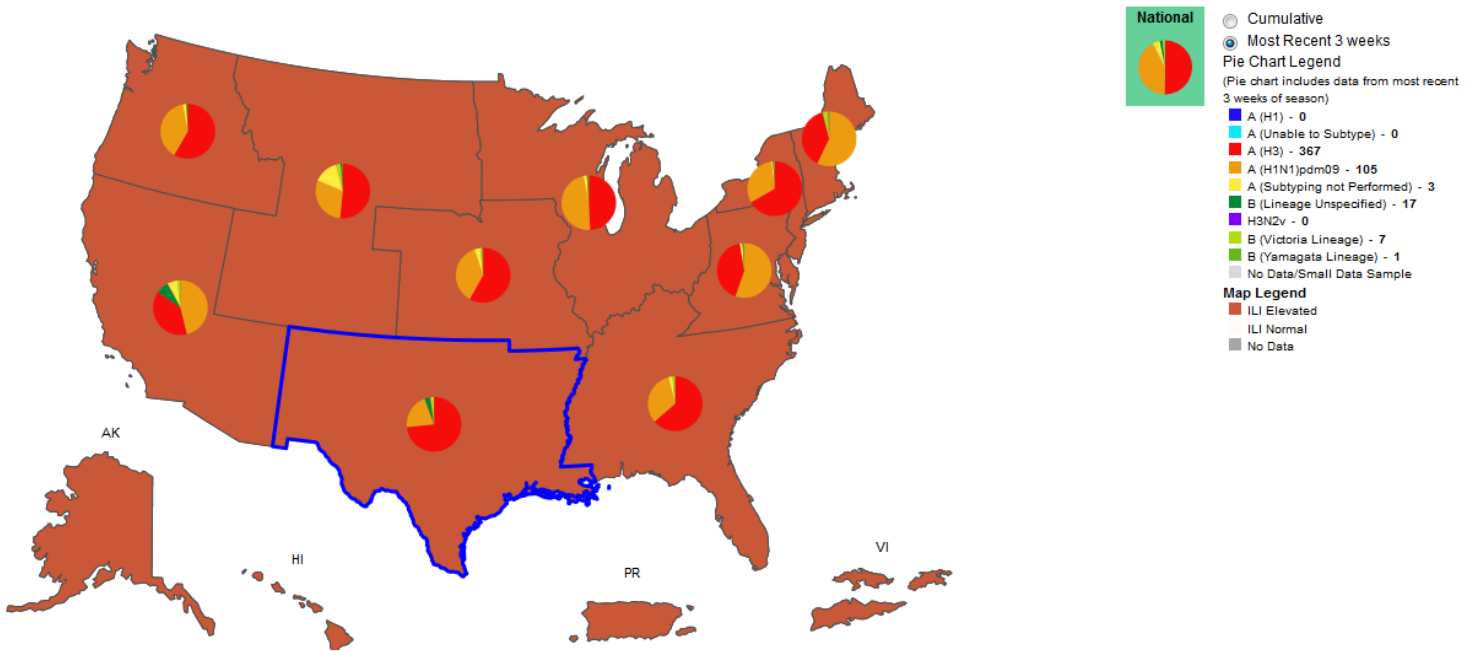 National
Cumulative
Most Recent 3 weeks
Pie Chart Legend
(Pie chart includes data from most recent
3 weeks of season)
A (H1) - 0
A (Unable to Subtype) - 0
A (H3) - 367
A (H1N1)pdm09 - 105
A (Subtyping not Performed) - 3
B (Lineage Unspecified) - 17
H3N2v - 0
B (Victoria Lineage) - 7
B (Yamagata Lineage) - 1
No Data/Small Data Sample
Map Legend
ILI Elevated
ILI Normal
No Data
AK
HI
PR
VI